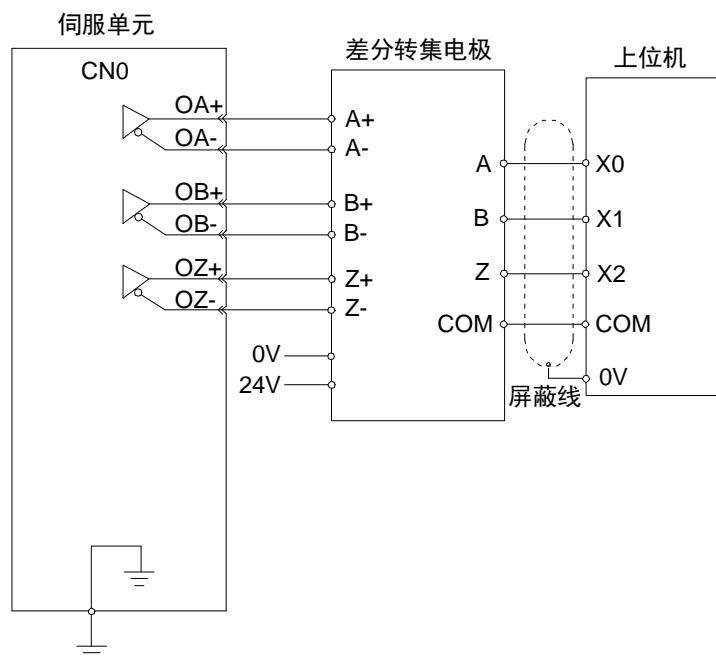 伺服单元
CN0
OA+
OA-
OB+
OB-
OZ+
OZ-
差分转集电极
A+
A-
B+
B-
Z+
Z-
0V
24V
A
B
Z
COM
屏蔽线
上位机
X0
X1
X2
COM
0V